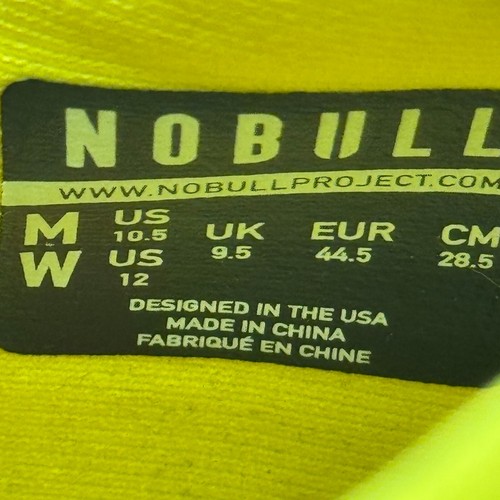 NOBULL
WWW.NOBULLPROJECT.COM
M US 10.5 UK 9.5 EUR 44.5 CM 28.5
W US 12
DESIGNED IN THE USA
MADE IN CHINA
FABRIQUÉ EN CHINE